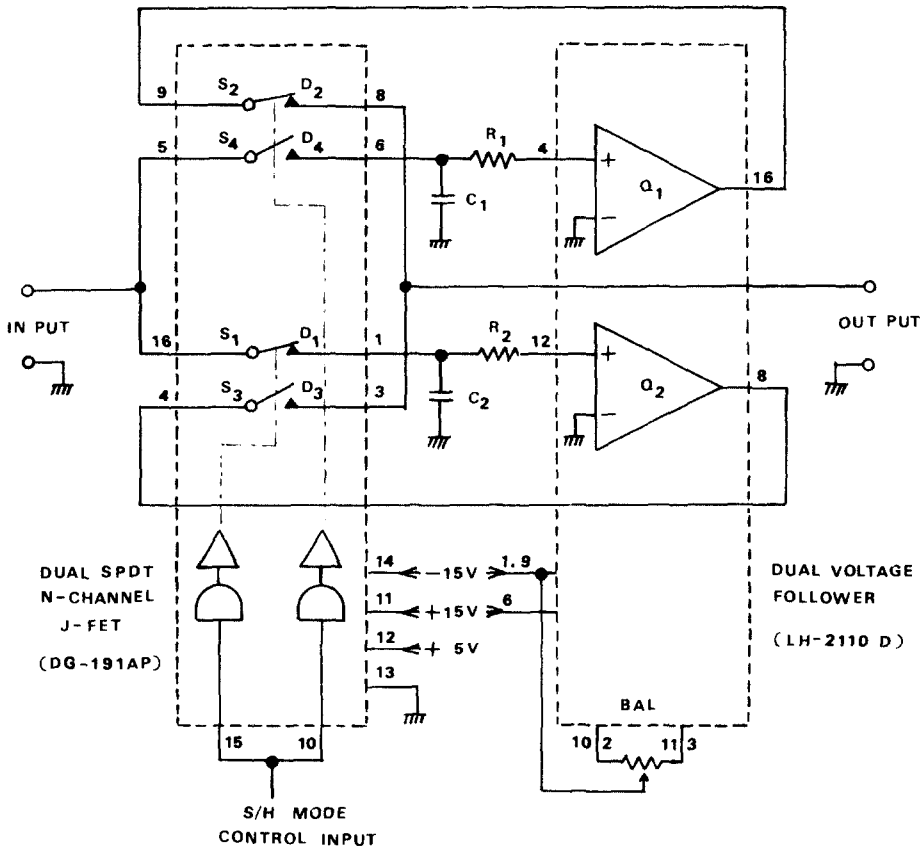 S2 D2
9 8
S4 D4
5 6 R1 4
+
Q1 16
C1
−
IN PUT
OUT PUT
S1 D1
16 1 R2 12
+
S3 D3
4 3
Q2 8
C2
−
14 −15V 1.9
11 +15V 6
12 + 5V
13
DUAL SPDT
N-CHANNEL
J-FET
(DG-191AP)
DUAL VOLTAGE
FOLLOWER
(LH-2110 D)
BAL
15 10
10 2 11 3
S/H MODE
CONTROL INPUT